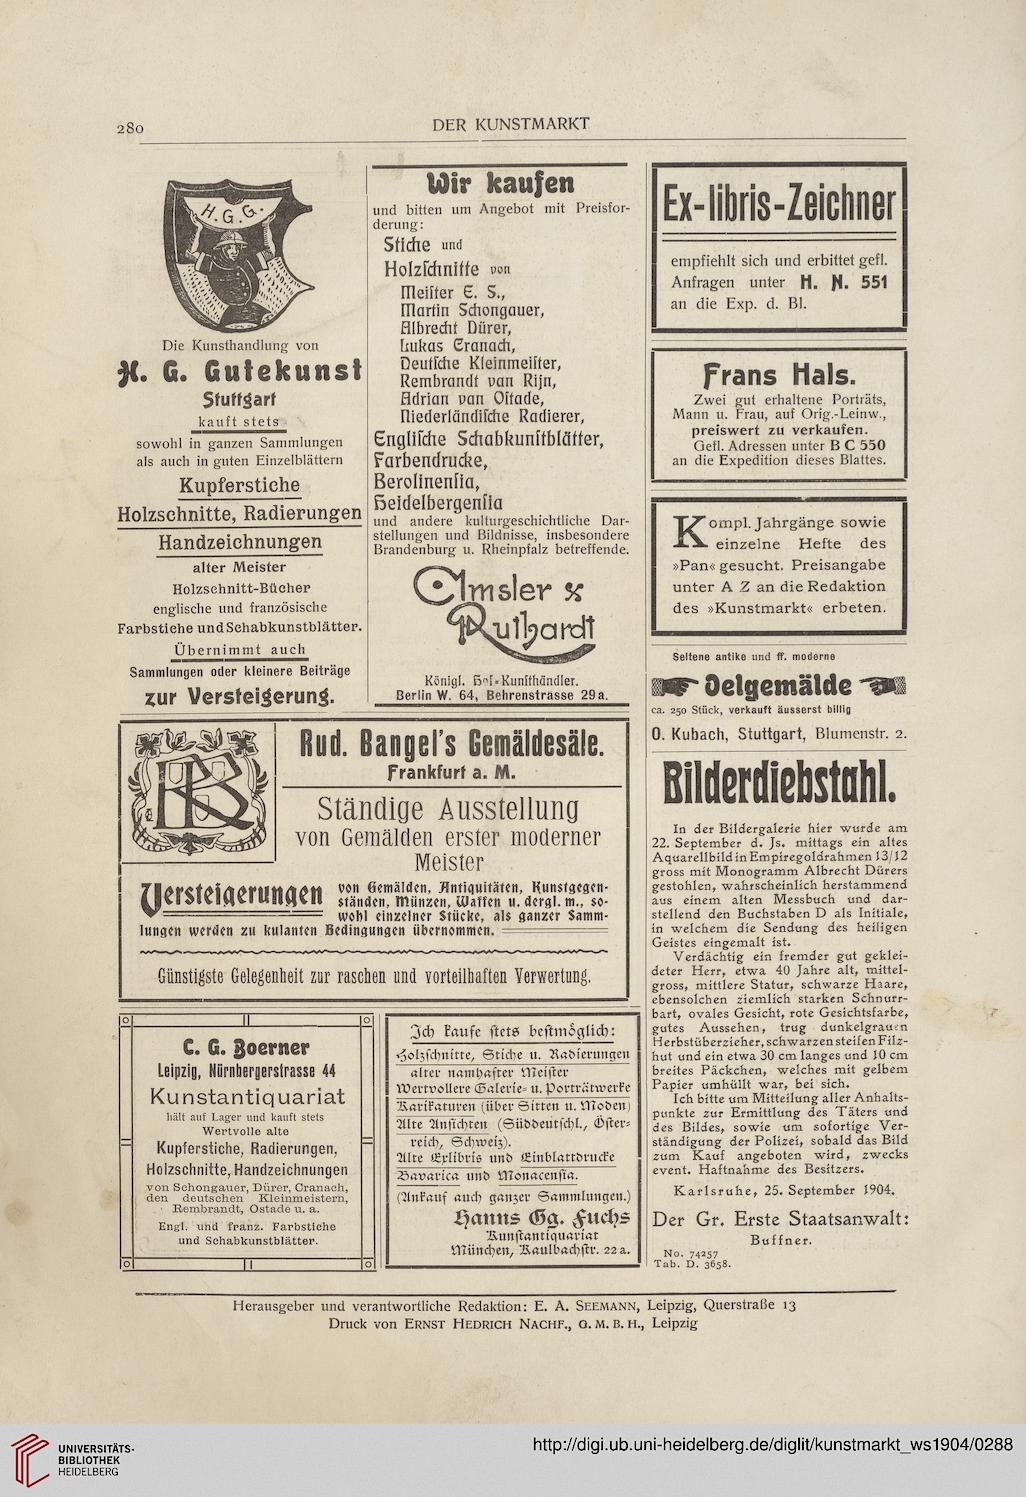 280
DER KUNSTMARKT
H.G.G.
Die Kunsthandlung von
H. G. Gutekunst
Stuttgart
kauft stets
sowohl in ganzen Sammlungen
als auch in guten Einzelblättern
Kupferstiche
Holzschnitte, Radierungen
Handzeichnungen
alter Meister
Holzschnitt-Bücher
englische und französische
Farbstiche und Schabkunstblätter.
Übernimmt auch
Sammlungen oder kleinere Beiträge
zur Versteigerung.
Wir kaufen
und bitten um Angebot mit Preisfor-
derung:
Stiche und
Holzschnitte von
Meister E. S.,
Martin Schongauer,
Albrecht Dürer,
Lukas Cranach,
Deutsche Kleinmeister,
Rembrandt van Rijn,
Adrian van Ostade,
Niederländische Radierer,
Englische Schabkunstblätter,
Farbendrucke,
Berolinensia,
Heidelbergensia
und andere kulturgeschichtliche Dar-
stellungen und Bildnisse, insbesondere
Brandenburg u. Rheinpfalz betreffende.
Amsler &
Ruthardt
Königl. Hof-Kunsthändler.
Berlin W. 64, Behrenstrasse 29a.
Ex-libris-Zeichner
empfiehlt sich und erbittet gefl.
Anfragen unter H. N. 551
an die Exp. d. Bl.
Frans Hals.
Zwei gut erhaltene Porträts,
Mann u. Frau, auf Orig.-Leinw.,
preiswert zu verkaufen.
Gefl. Adressen unter B C 550
an die Expedition dieses Blattes.
Kompl. Jahrgänge sowie
einzelne Hefte des
»Pan« gesucht. Preisangabe
unter A Z an die Redaktion
des »Kunstmarkt« erbeten.
Seltene antike und ff. moderne
Oelgemälde
ca. 250 Stück, verkauft äusserst billig
O. Kubach, Stuttgart, Blumenstr. 2.
Bilderdiebstahl.
In der Bildergalerie hier wurde am
22. September d. Js. mittags ein altes
Aquarellbild in Empiregoldrahmen 13/12
gross mit Monogramm Albrecht Dürers
gestohlen, wahrscheinlich herstammend
aus einem alten Messbuch und dar-
stellend den Buchstaben D als Initiale,
in welchem die Sendung des heiligen
Geistes eingemalt ist.
Verdächtig ein fremder gut geklei-
deter Herr, etwa 40 Jahre alt, mittel-
gross, mittlere Statur, schwarze Haare,
ebensolchen ziemlich starken Schnurr-
bart, ovales Gesicht, rote Gesichtsfarbe,
gutes Aussehen, trug dunkelgrauen
Herbstüberzieher, schwarzen steifen Filz-
hut und ein etwa 30 cm langes und 10 cm
breites Päckchen, welches mit gelbem
Papier umhüllt war, bei sich.
Ich bitte um Mitteilung aller Anhalts-
punkte zur Ermittlung des Täters und
des Bildes, sowie um sofortige Ver-
ständigung der Polizei, sobald das Bild
zum Kauf angeboten wird, zwecks
event. Haftnahme des Besitzers.
Karlsruhe, 25. September 1904.
Der Gr. Erste Staatsanwalt:
Buffner.
No. 74257
Tab. D. 3658.
Rud. Bangel's Gemäldesäle.
Frankfurt a. M.
Ständige Ausstellung
von Gemälden erster moderner
Meister
Versteigerungen von Gemälden, Antiquitäten, Kunstgegen-
ständen, Münzen, Waffen u. dergl. m., so-
wohl einzelner Stücke, als ganzer Samm-
lungen werden zu kulanten Bedingungen übernommen.
Günstigste Gelegenheit zur raschen und vorteilhaften Verwertung.
C. G. Boerner
Leipzig, Nürnbergerstrasse 44
Kunstantiquariat
hält auf Lager und kauft stets
Wertvolle alte
Kupferstiche, Radierungen,
Holzschnitte, Handzeichnungen
von Schongauer, Dürer, Cranach,
den deutschen Kleinmeistern,
Rembrandt, Ostade u. a.
Engl. und franz. Farbstiche
und Schabkunstblätter.
Ich kaufe stets bestmöglich:
Holzschnitte, Stiche u. Radierungen
alter namhafter Meister
Wertvollere Galerie- u. Porträtwerke
Karikaturen (über Sitten u. Moden)
Alte Ansichten (Süddeutschl., Öster-
reich, Schweiz).
Alte Exlibris und Einblattdrucke
Bavarica und Monacensia.
(Ankauf auch ganzer Sammlungen.)
Hanns Gg. Fuchs
Kunstantiquariat
München, Kaulbachstr. 22 a.
Herausgeber und verantwortliche Redaktion: E. A. SEEMANN, Leipzig, Querstraße 13
Druck von ERNST HEDRICH NACHF., G. M. B. H., Leipzig
UNIVERSITÄTS-
BIBLIOTHEK
HEIDELBERG
http://digi.ub.uni-heidelberg.de/diglit/kunstmarkt_ws1904/0288